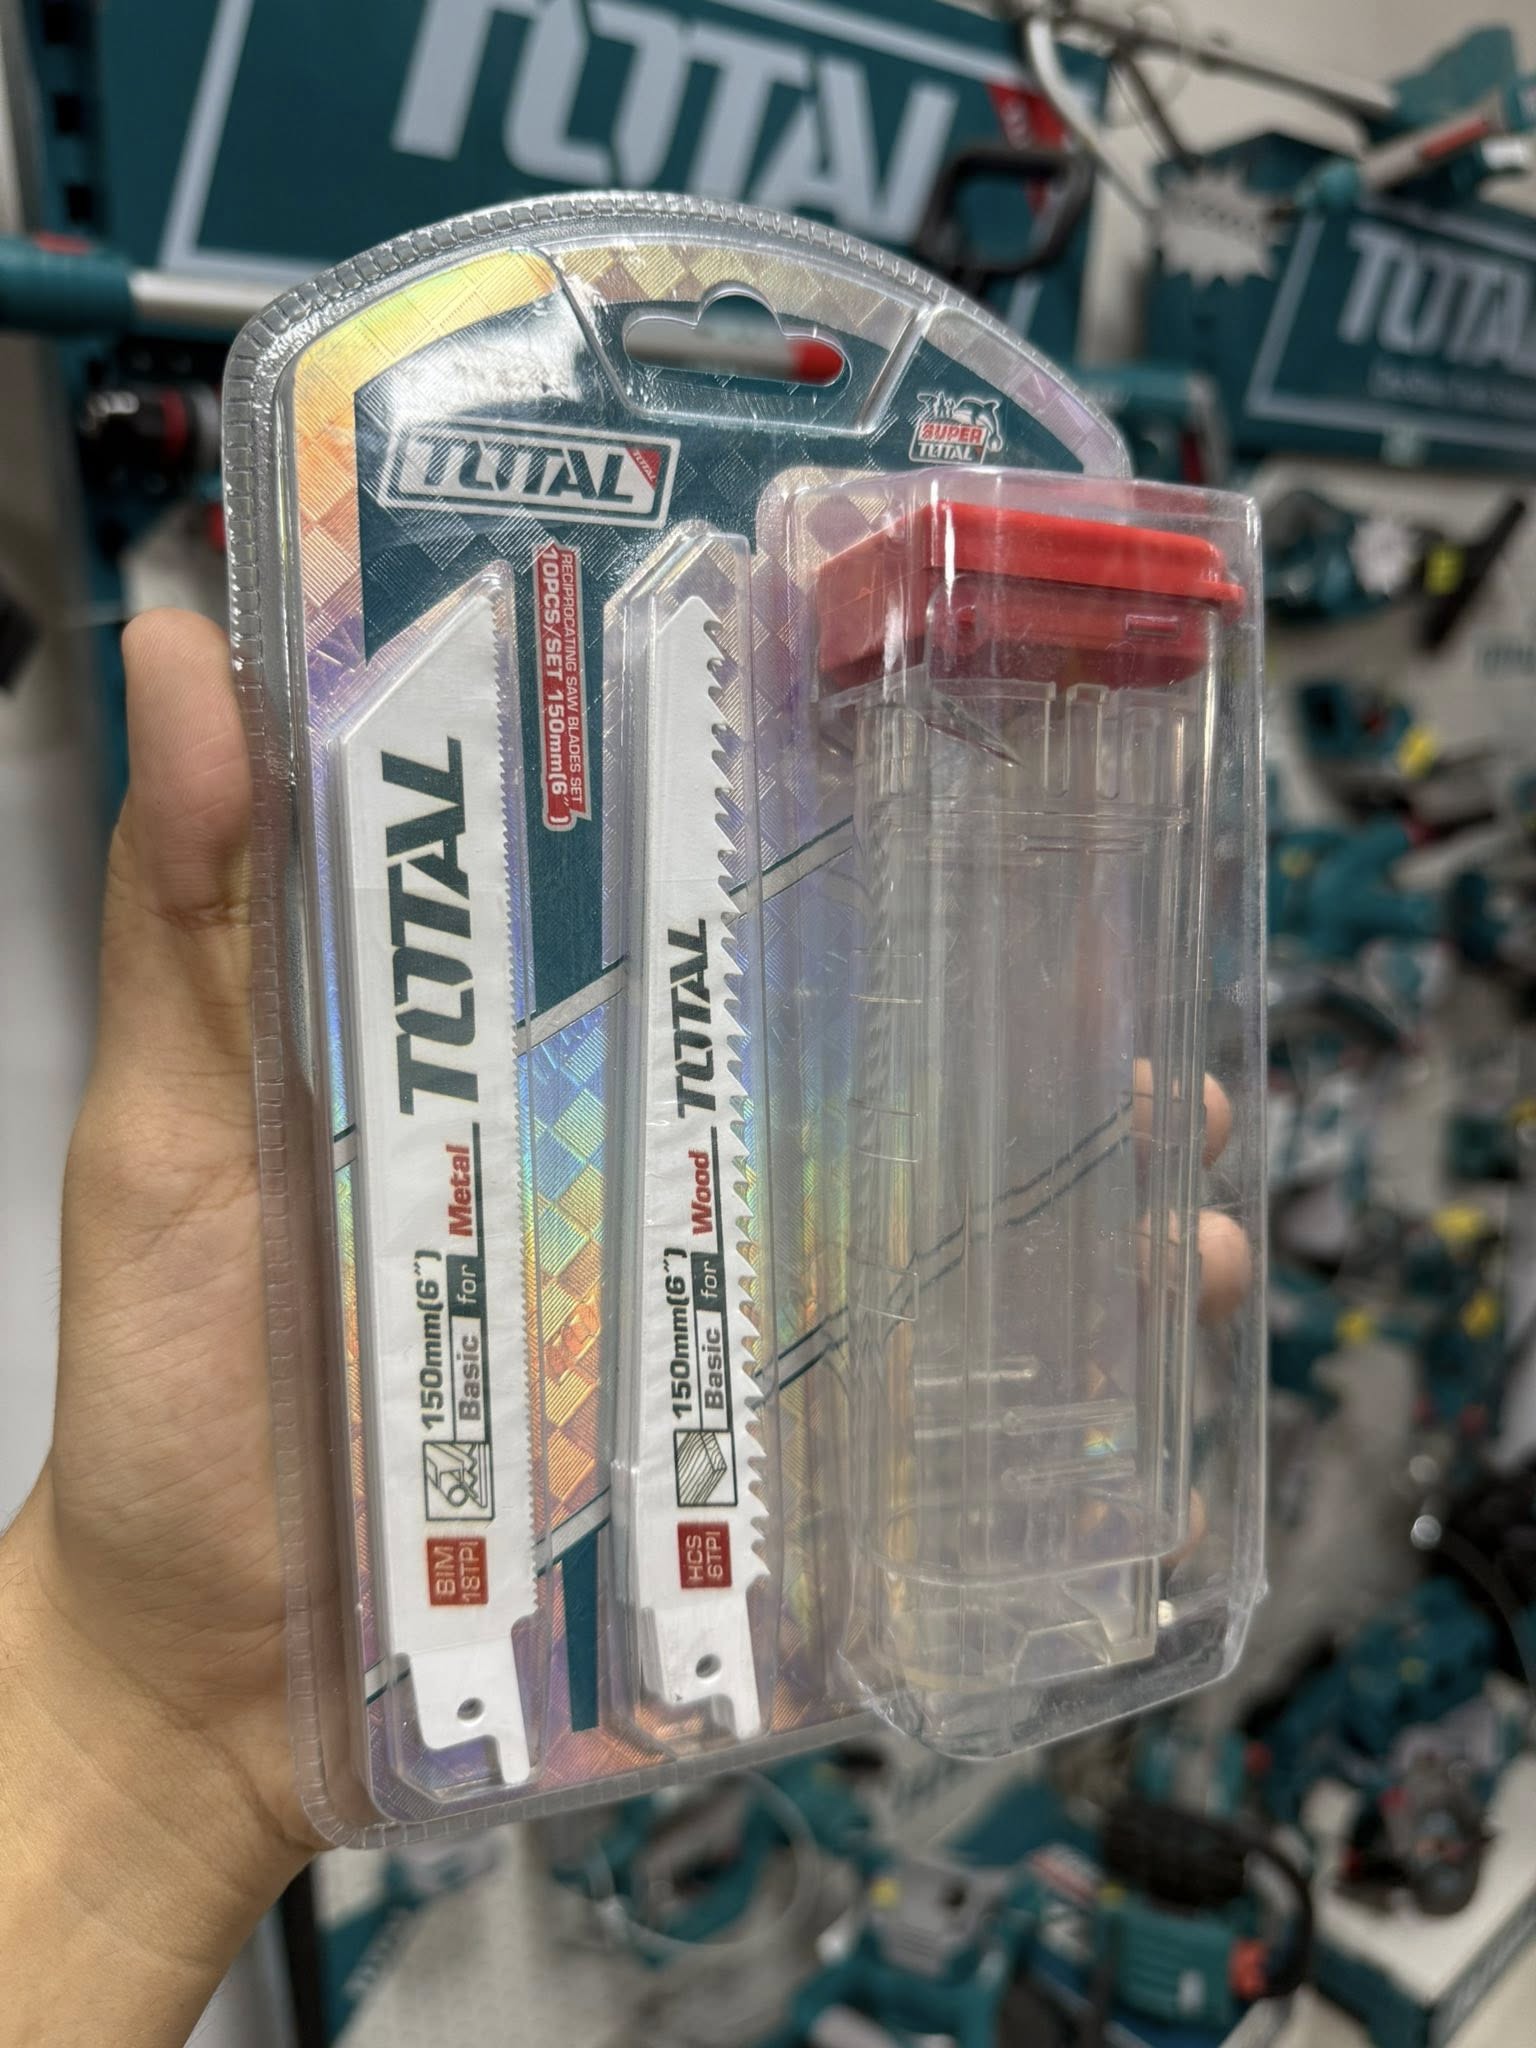 TOTAL
TOTAL
TOTAL
TOTAL
SUPER
TOTAL
RECIPROCATING SAW BLADES SET
10PCS/SET 150mm(6″)
TOTAL
150mm(6″)
Basic for Metal
BIM
18TPI
TOTAL
150mm(6″)
Basic for Wood
HCS
6TPI